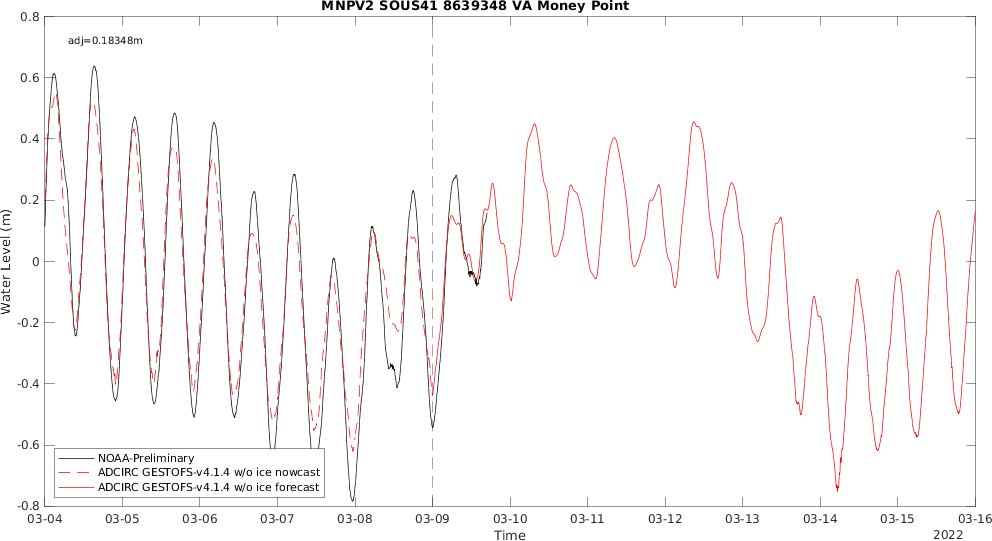 MNPV2 SOUS41 8639348 VA Money Point
adj=0.18348m
0.8
0.6
0.4
0.2
0
-0.2
-0.4
-0.6
-0.8
Water Level (m)
NOAA-Preliminary
ADCIRC GESTOFS-v4.1.4 w/o ice nowcast
ADCIRC GESTOFS-v4.1.4 w/o ice forecast
03-04 03-05 03-06 03-07 03-08 03-09 03-10 03-11 03-12 03-13 03-14 03-15 03-16
Time
2022